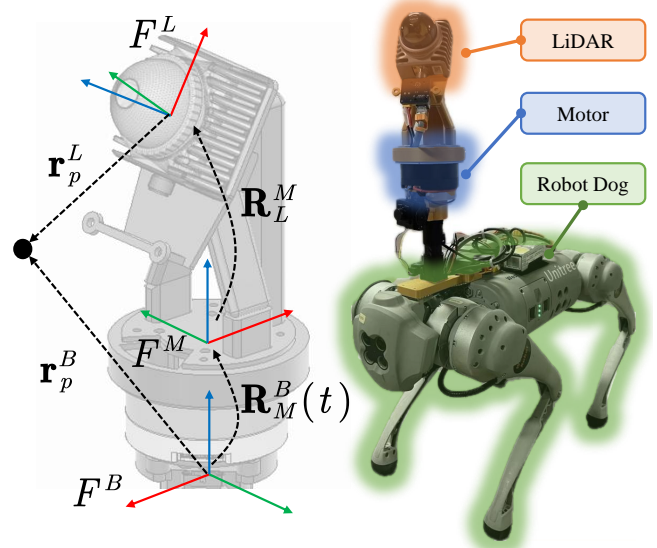 F^L
r_p^L
R_L^M
F^M
r_p^B
R_M^B(t)
F^B
LiDAR
Motor
Robot Dog
Unitree